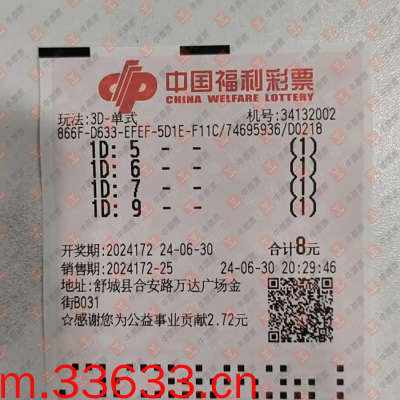 中国福利彩票
CHINA WELFARE LOTTERY
玩法:3D-单式 机号:34132002
866F-D633-EFEF-5D1E-F11C/74695936/D0218
1D: 5 - - (1)
1D: 6 - - (1)
1D: 7 - - (1)
1D: 9 - - (1)
开奖期:2024172 24-06-30 合计8元
销售期:2024172-25 24-06-30 20:29:46
地址:舒城县合安路万达广场金
街B031
☆感谢您为公益事业贡献2.72元
m.33633.cn